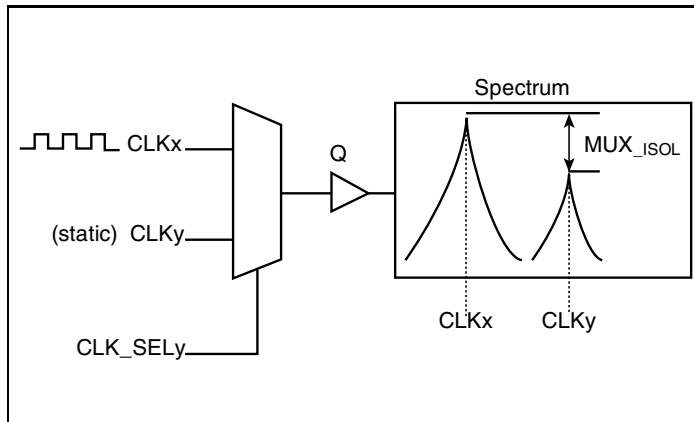 Spectrum
CLKx
Q
MUX_ISOL
(static) CLKy
CLKx CLKy
CLK_SELy